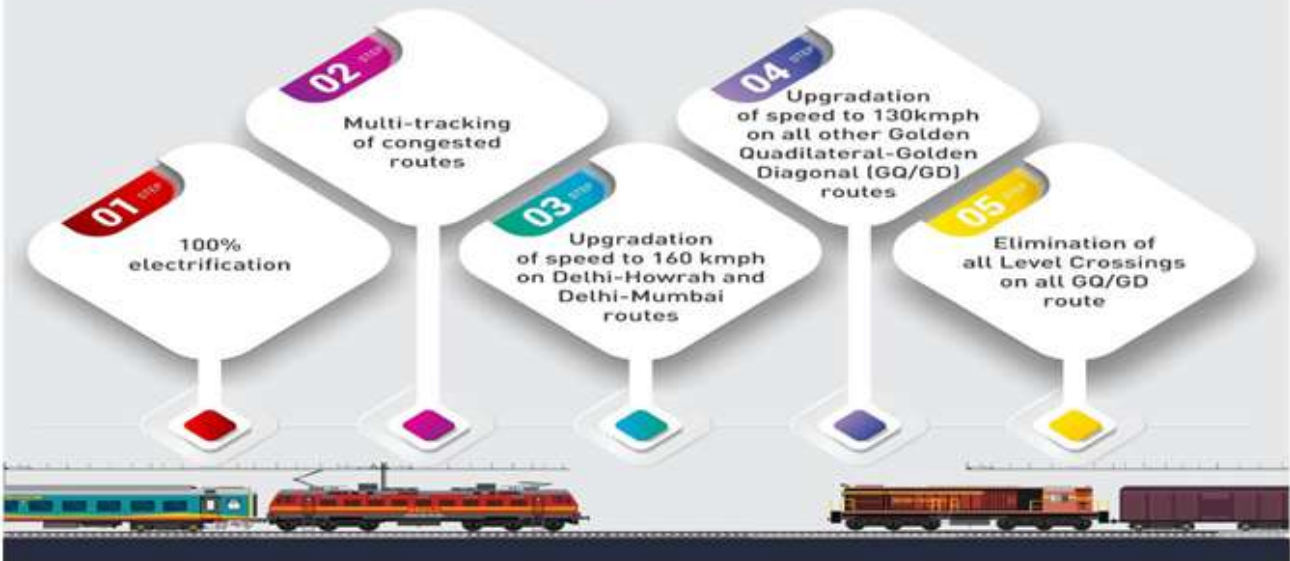 01 STEP
100%
electrification
02 STEP
Multi-tracking
of congested
routes
03 STEP
Upgradation
of speed to 160 kmph
on Delhi-Howrah and
Delhi-Mumbai
routes
04 STEP
Upgradation
of speed to 130kmph
on all other Golden
Quadilateral-Golden
Diagonal (GQ/GD)
routes
05 STEP
Elimination of
all Level Crossings
on all GQ/GD
route